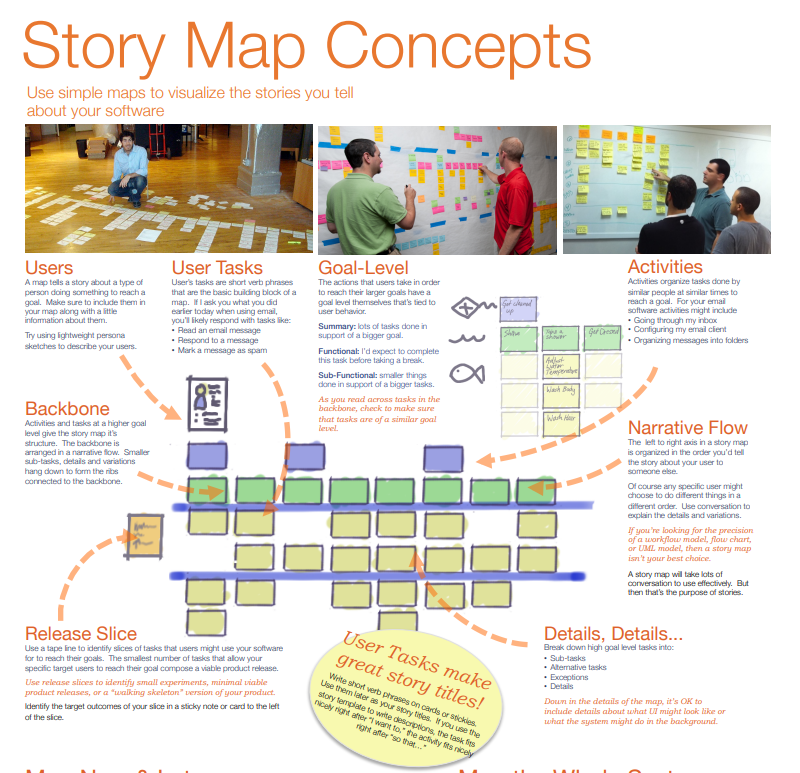 Story Map Concepts
Use simple maps to visualize the stories you tell
about your software
Users
A map tells a story about a type of
person doing something to reach a
goal. Make sure to include them in
your map along with a little
information about them.
Try using lightweight persona
sketches to describe your users.
User Tasks
User's tasks are short verb phrases
that are the basic building block of a
map. If I ask you what you did
earlier today when using email,
you'll likely respond with tasks like:
• Read an email message
• Respond to a message
• Mark a message as spam
Goal-Level
The actions that users take in order
to reach their larger goals have a
goal level themselves that's tied to
user behavior.
Summary: lots of tasks done in
support of a bigger goal.
Functional: I'd expect to complete
this task before taking a break.
Sub-Functional: smaller things
done in support of a bigger tasks.
As you read across tasks in the
backbone, check to make sure
that tasks are of a similar goal
level.
Get cleaned
up
Shave
Take a
shower
Get Dressed
Adjust
Water
Temperature
Wash Body
Wash Hair
Activities
Activities organize tasks done by
similar people at similar times to
reach a goal. For your email
software activities might include
• Going through my inbox
• Configuring my email client
• Organizing messages into folders
Backbone
Activities and tasks at a higher goal
level give the story map it's
structure. The backbone is
arranged in a narrative flow. Smaller
sub-tasks, details and variations
hang down to form the ribs
connected to the backbone.
Narrative Flow
The left to right axis in a story map
is organized in the order you'd tell
the story about your user to
someone else.
Of course any specific user might
choose to do different things in a
different order. Use conversation to
explain the details and variations.
If you're looking for the precision
of a workflow model, flow chart,
or UML model, then a story map
isn't your best choice.
A story map will take lots of
conversation to use effectively. But
then that's the purpose of stories.
Release Slice
Use a tape line to identify slices of tasks that users might use your software
for to reach their goals. The smallest number of tasks that allow your
specific target users to reach their goal compose a viable product release.
Use release slices to identify small experiments, minimal viable
product releases, or a "walking skeleton" version of your product.
Identify the target outcomes of your slice in a sticky note or card to the left
of the slice.
User Tasks make
great story titles!
Write short verb phrases on cards or stickies.
Use them later as your story titles. If you use the
story template to write descriptions, the task fits
nicely right after "I want to," the activity fits nicely
right after "so that...."
Details, Details...
Break down high goal level tasks into:
• Sub-tasks
• Alternative tasks
• Exceptions
• Details
Down in the details of the map, it's OK to
include details about what UI might look like or
what the system might do in the background.